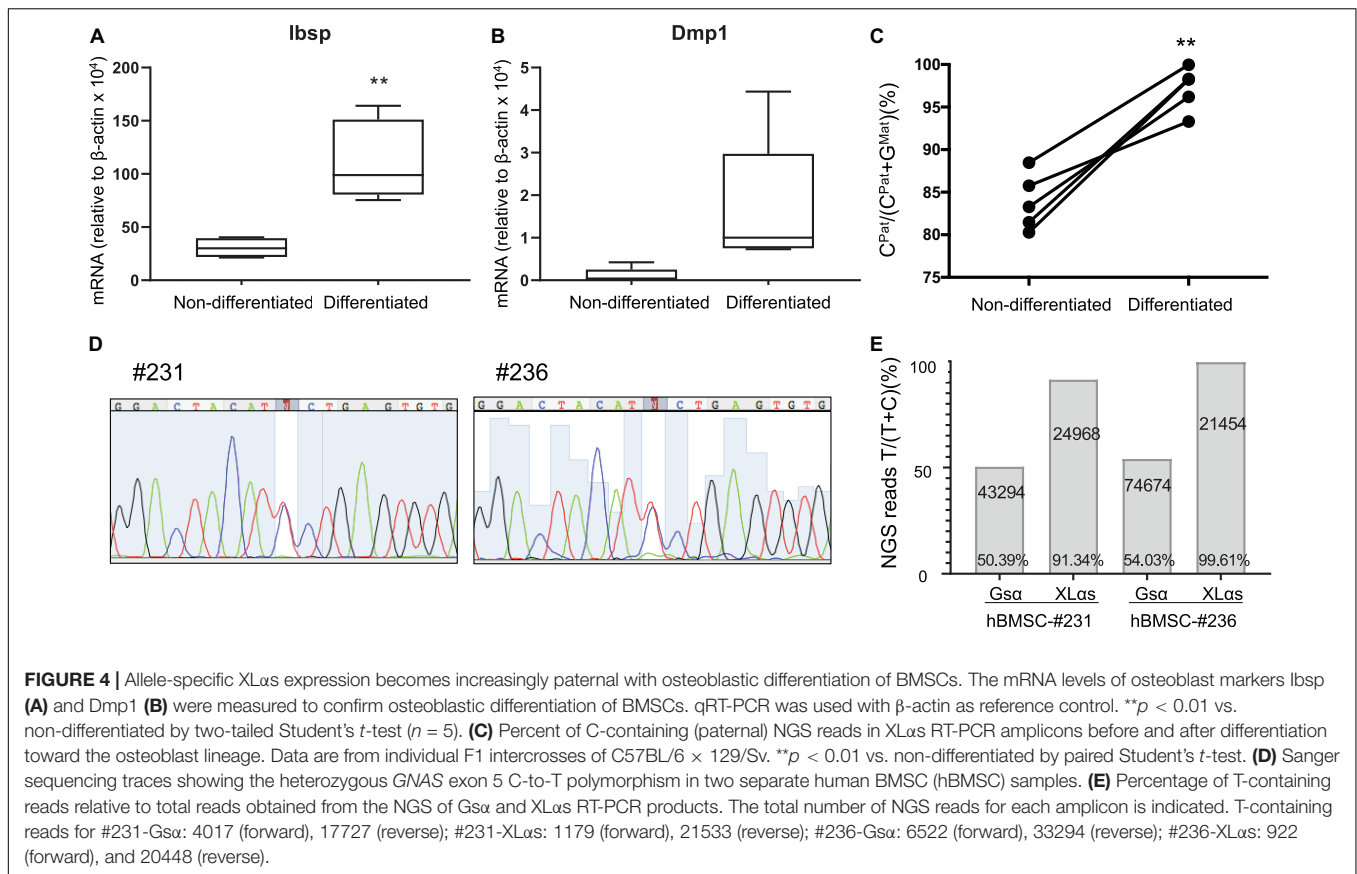 A
Ibsp
mRNA (relative to β-actin x 10⁴)
200
150
100
50
0
**
Non-differentiated
Differentiated
B
Dmp1
mRNA (relative to β-actin x 10⁴)
5
4
3
2
1
0
Non-differentiated
Differentiated
C
**
C^Pat/(C^Pat+G^Mat)(%)
100
95
90
85
80
75
Non-differentiated
Differentiated
D
#231
G G A C T A C A T N C T G A G T G T G
#236
G G A C T A C A T N C T G A G T G T G
E
NGS reads T/(T+C)(%)
100
50
0
43294
24968
74674
21454
50.39%
91.34%
54.03%
99.61%
Gsα XLαs Gsα XLαs
hBMSC-#231 hBMSC-#236
FIGURE 4 | Allele-specific XLαs expression becomes increasingly paternal with osteoblastic differentiation of BMSCs. The mRNA levels of osteoblast markers Ibsp
(A) and Dmp1 (B) were measured to confirm osteoblastic differentiation of BMSCs. qRT-PCR was used with β-actin as reference control. **p < 0.01 vs.
non-differentiated by two-tailed Student's t-test (n = 5). (C) Percent of C-containing (paternal) NGS reads in XLαs RT-PCR amplicons before and after differentiation
toward the osteoblast lineage. Data are from individual F1 intercrosses of C57BL/6 × 129/Sv. **p < 0.01 vs. non-differentiated by paired Student's t-test. (D) Sanger
sequencing traces showing the heterozygous GNAS exon 5 C-to-T polymorphism in two separate human BMSC (hBMSC) samples. (E) Percentage of T-containing
reads relative to total reads obtained from the NGS of Gsα and XLαs RT-PCR products. The total number of NGS reads for each amplicon is indicated. T-containing
reads for #231-Gsα: 4017 (forward), 17727 (reverse); #231-XLαs: 1179 (forward), 21533 (reverse); #236-Gsα: 6522 (forward), 33294 (reverse); #236-XLαs: 922
(forward), and 20448 (reverse).